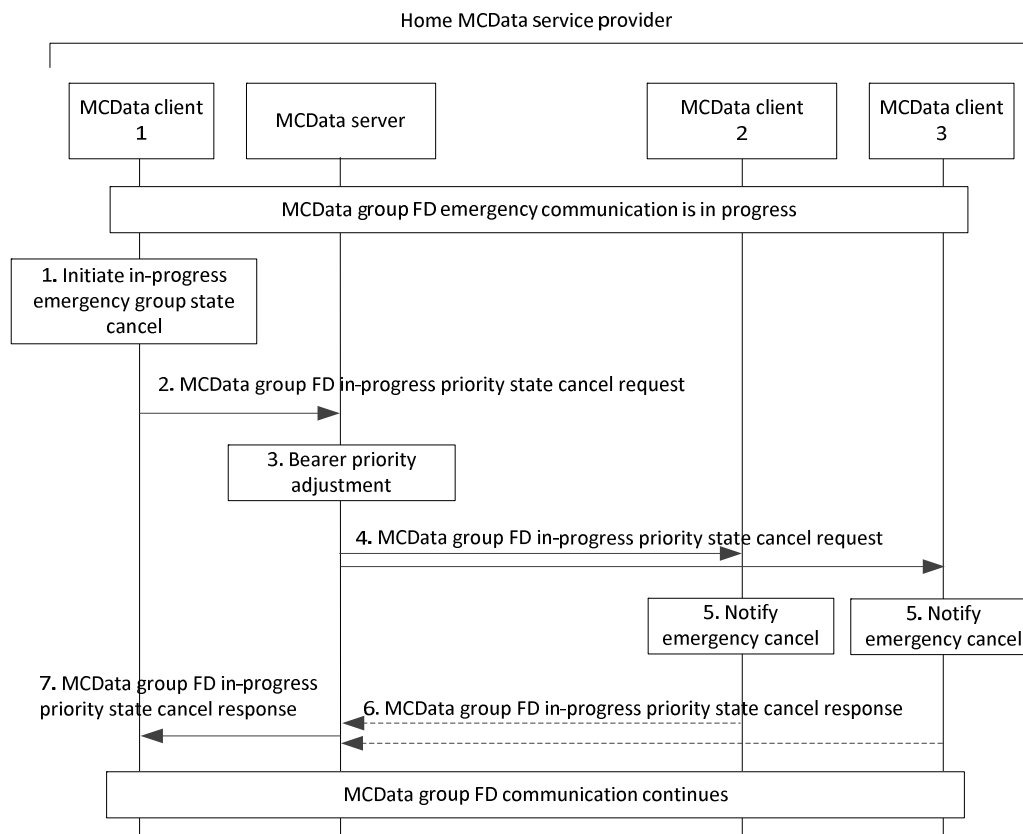 Home MCData service provider
MCData client
1
MCData server
MCData client
2
MCData client
3
MCData group FD emergency communication is in progress
1. Initiate in-progress
emergency group state
cancel
2. MCData group FD in-progress priority state cancel request
3. Bearer priority
adjustment
4. MCData group FD in-progress priority state cancel request
5. Notify
emergency cancel
5. Notify
emergency cancel
7. MCData group FD in-progress
priority state cancel response
6. MCData group FD in-progress priority state cancel response
MCData group FD communication continues